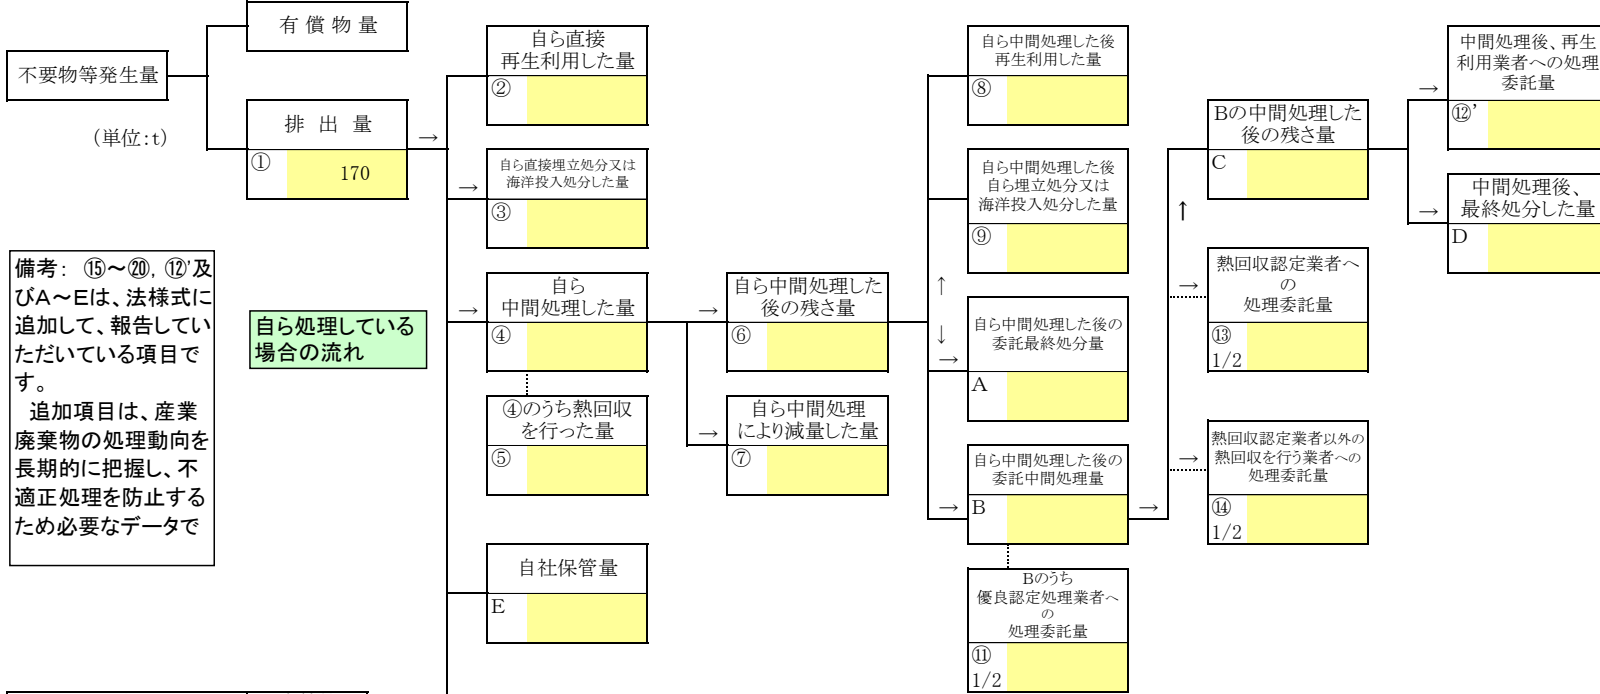 有 償 物 量
不要物等発生量
(単位:t)
排 出 量
①
170
→
備考: ⑮～⑳, ⑫'及
びA～Eは、法様式に
追加して、報告してい
ただいている項目で
す。
追加項目は、産業
廃棄物の処理動向を
長期的に把握し、不
適正処理を防止する
ため必要なデータで
自ら処理している
場合の流れ
自ら直接
再生利用した量
②
→
自ら直接埋立処分又は
海洋投入処分した量
③
→
自ら
中間処理した量
④
④のうち熱回収
を行った量
⑤
自社保管量
E
→
自ら中間処理した
後の残さ量
⑥
→
自ら中間処理
により減量した量
⑦
自ら中間処理した後
再生利用した量
⑧
自ら中間処理した後
自ら埋立処分又は
海洋投入処分した量
⑨
↑
↓
→
自ら中間処理した後の
委託最終処分量
A
→
自ら中間処理した後の
委託中間処理量
B
→
Bのうち
優良認定処理業者へ
の
処理委託量
⑪
1/2
↑
Bの中間処理した
後の残さ量
C
→
熱回収認定業者へ
の
処理委託量
⑬
1/2
→
熱回収認定業者以外の
熱回収を行う業者への
処理委託量
⑭
1/2
→
中間処理後、再生
利用業者への処理
委託量
⑫'
→
中間処理後、
最終処分した量
D